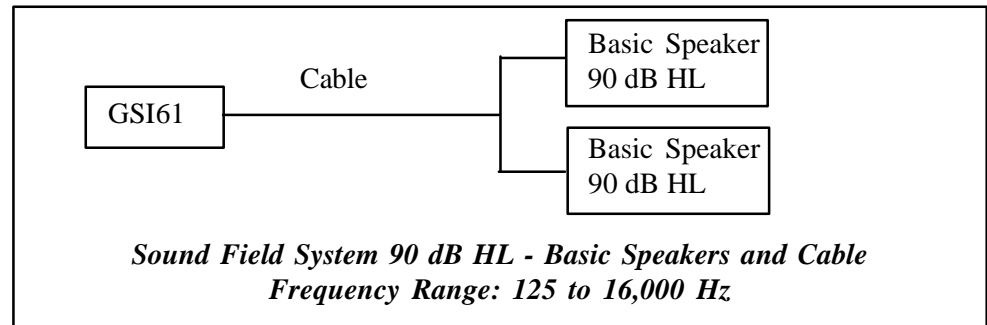 Basic Speaker
90 dB HL
Cable
GSI61
Basic Speaker
90 dB HL
Sound Field System 90 dB HL - Basic Speakers and Cable
Frequency Range: 125 to 16,000 Hz